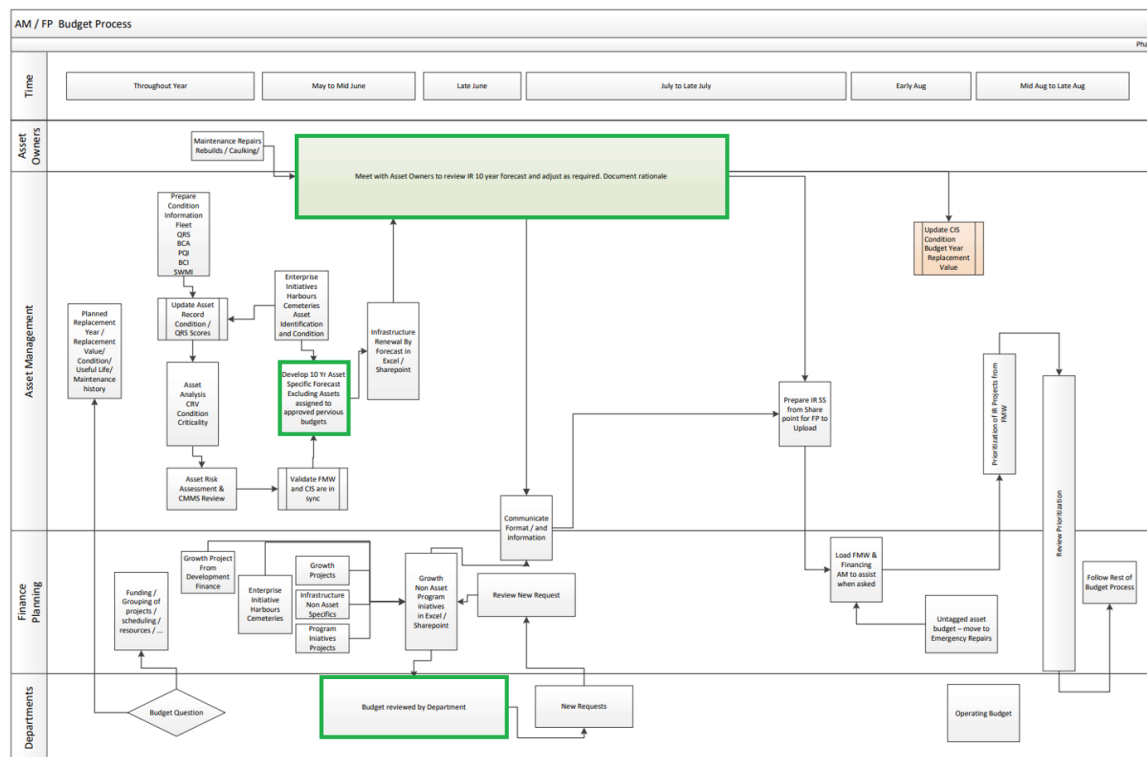 AM / FP Budget Process
Pha
Time
Throughout Year
May to Mid June
Late June
July to Late July
Early Aug
Mid Aug to Late Aug
Asset
Owners
Maintenance Repairs
Rebuilds / Caulking/
Meet with Asset Owners to review IR 10 year forecast and adjust as required. Document rationale
Asset Management
Prepare
Condition
Information
Fleet
QRS
BCA
PQI
BCI
SWMI
Update CIS
Condition
Budget Year
Replacement
Value
Planned
Replacement
Year /
Replacement
Value/
Condition/
Useful Life/
Maintenance
history
Update Asset
Record
Condition /
QRS Scores
Enterprise
Initiatives
Harbours
Cemeteries
Asset
Identification
and Condition
Infrastructure
Renewal By
Forecast in
Excel /
Sharepoint
Asset
Analysis
CRV
Condition
Criticality
Develop 10 Yr Asset
Specific Forecast
Excluding Assets
assigned to
approved pervious
budgets
Prepare IR SS
from Share
point for FP to
Upload
Prioritization of IR Projects from
FMW
Asset Risk
Assessment &
CMMS Review
Validate FMW
and CIS are in
sync
Communicate
Format / and
information
Review Prioritization
Finance
Planning
Growth Project
From
Development
Finance
Funding /
Grouping of
projects /
scheduling /
resources / ...
Enterprise
Initiative
Harbours
Cemeteries
Growth
Projects
Infrastructure
Non Asset
Specifics
Program
Iniatives
Projects
Growth
Non Asset
Program
iniatives
in Excel /
Sharepoint
Review New Request
Load FMW &
Financing
AM to assist
when asked
Untagged asset
budget – move to
Emergency Repairs
Follow Rest of
Budget Process
Departments
Budget Question
Budget reviewed by Department
New Requests
Operating Budget